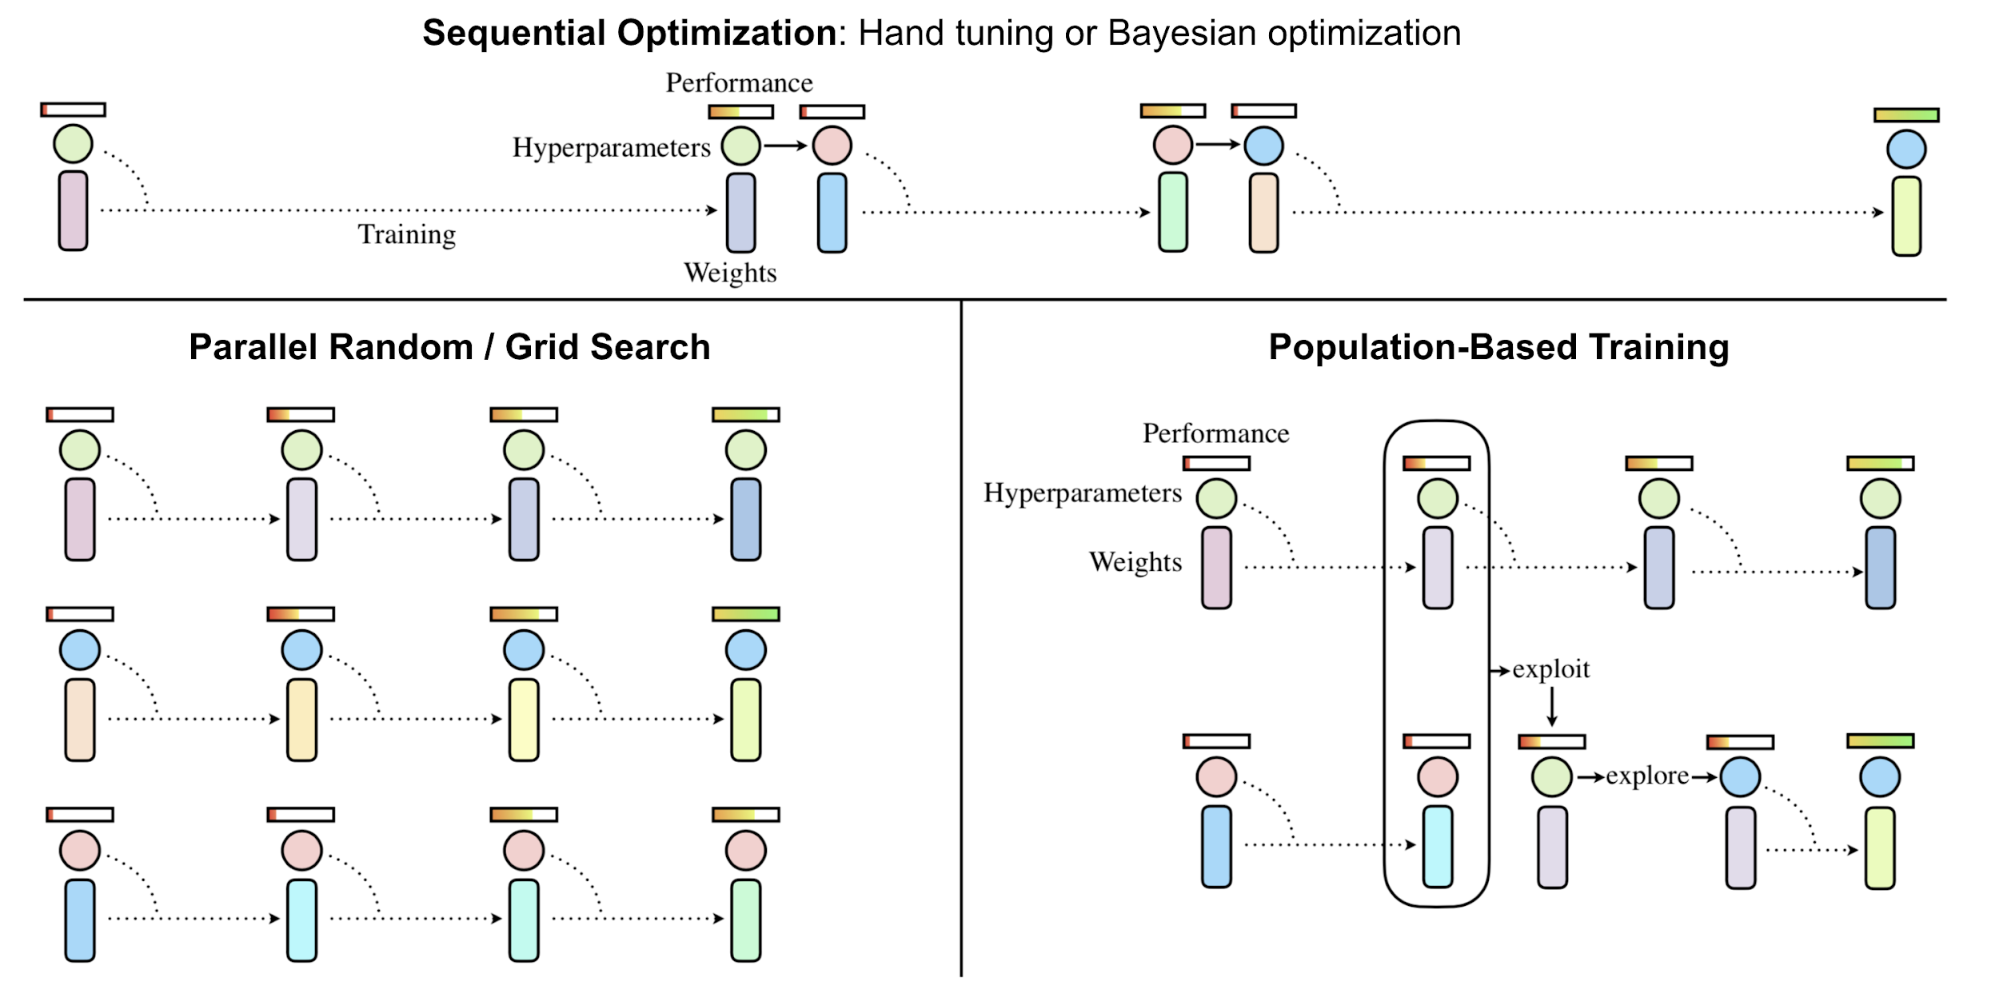 Sequential Optimization: Hand tuning or Bayesian optimization
Performance
Hyperparameters
Training
Weights
Parallel Random / Grid Search
Population-Based Training
Performance
Hyperparameters
Weights
exploit
explore